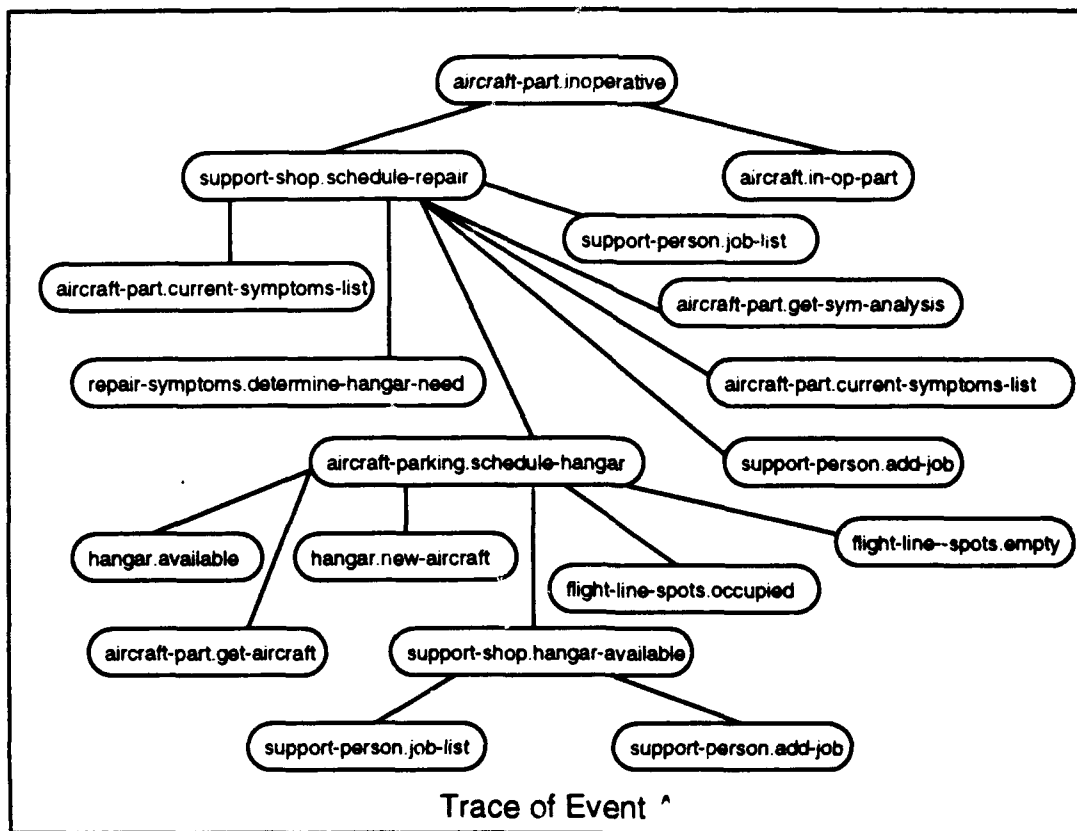 aircraft-part.inoperative
support-shop.schedule-repair
aircraft.in-op-part
support-person.job-list
aircraft-part.current-symptoms-list
aircraft-part.get-sym-analysis
repair-symptoms.determine-hangar-need
aircraft-part.current-symptoms-list
aircraft-parking.schedule-hangar
support-person.add-job
hangar.available
hangar.new-aircraft
flight-line--spots.empty
flight-line-spots.occupied
aircraft-part.get-aircraft
support-shop.hangar-available
support-person.job-list
support-person.add-job
Trace of Event